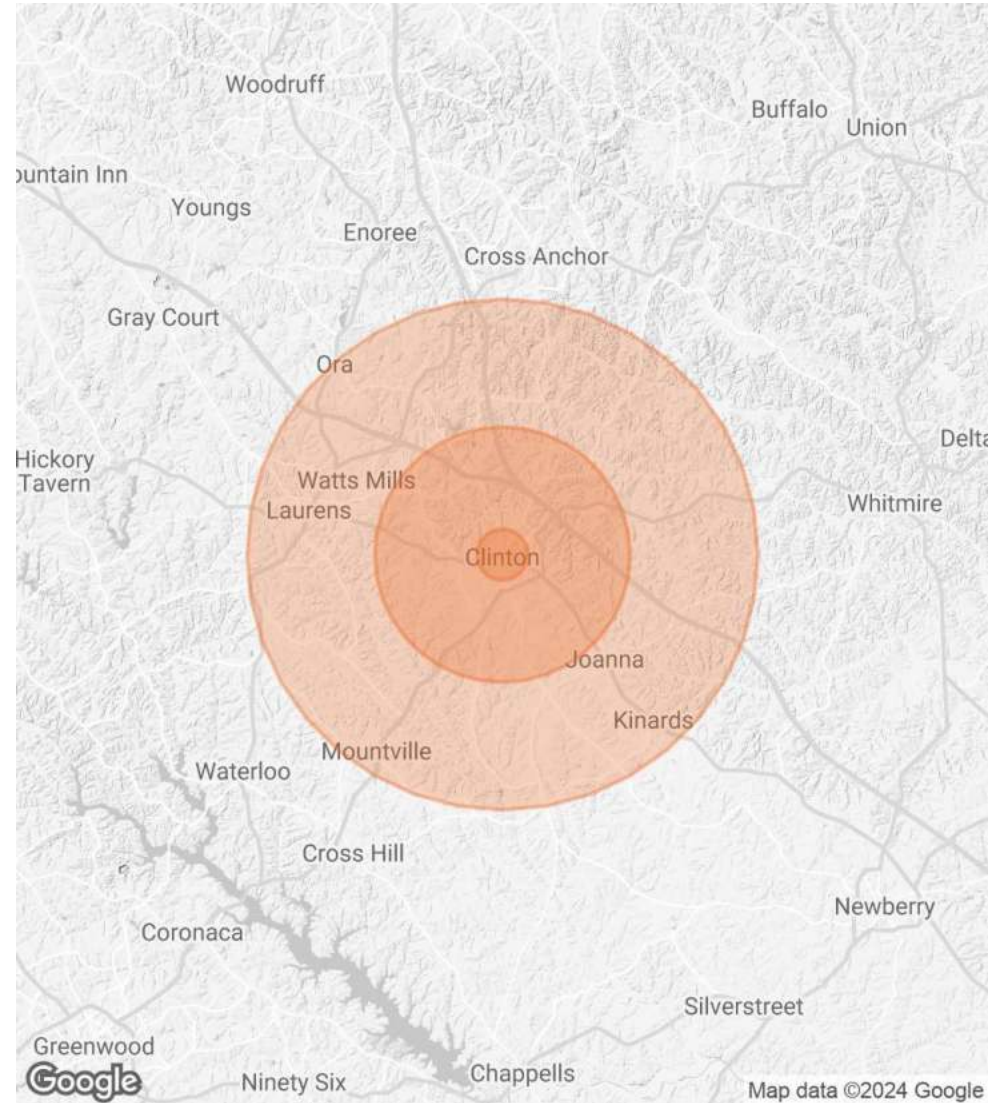 Woodruff
Buffalo
Union
ountain Inn
Youngs
Enoree
Cross Anchor
Gray Court
Ora
Delta
Hickory
Tavern
Watts Mills
Whitmire
Laurens
Clinton
Joanna
Kinards
Mountville
Waterloo
Cross Hill
Newberry
Coronaca
Silverstreet
Greenwood
Google
Ninety Six
Chappells
Map data ©2024 Google